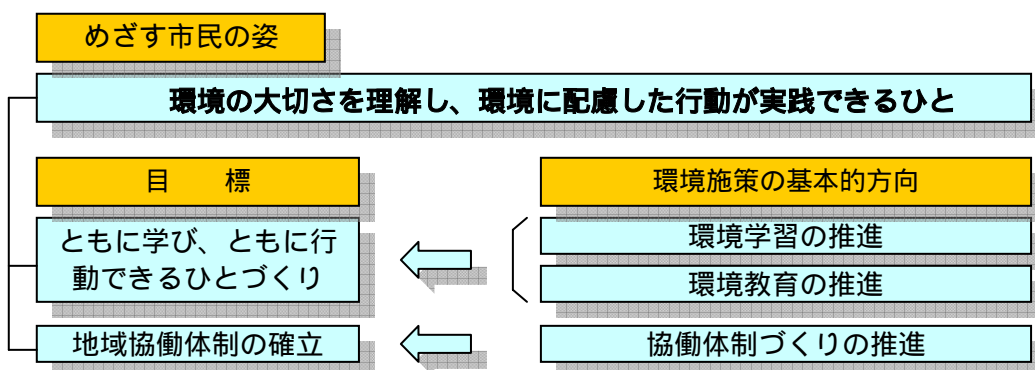 めざす市民の姿
環境の大切さを理解し、環境に配慮した行動が実践できるひと
目　　標
環境施策の基本的方向
ともに学び、ともに行
動できるひとづくり
環境学習の推進
環境教育の推進
地域協働体制の確立
協働体制づくりの推進